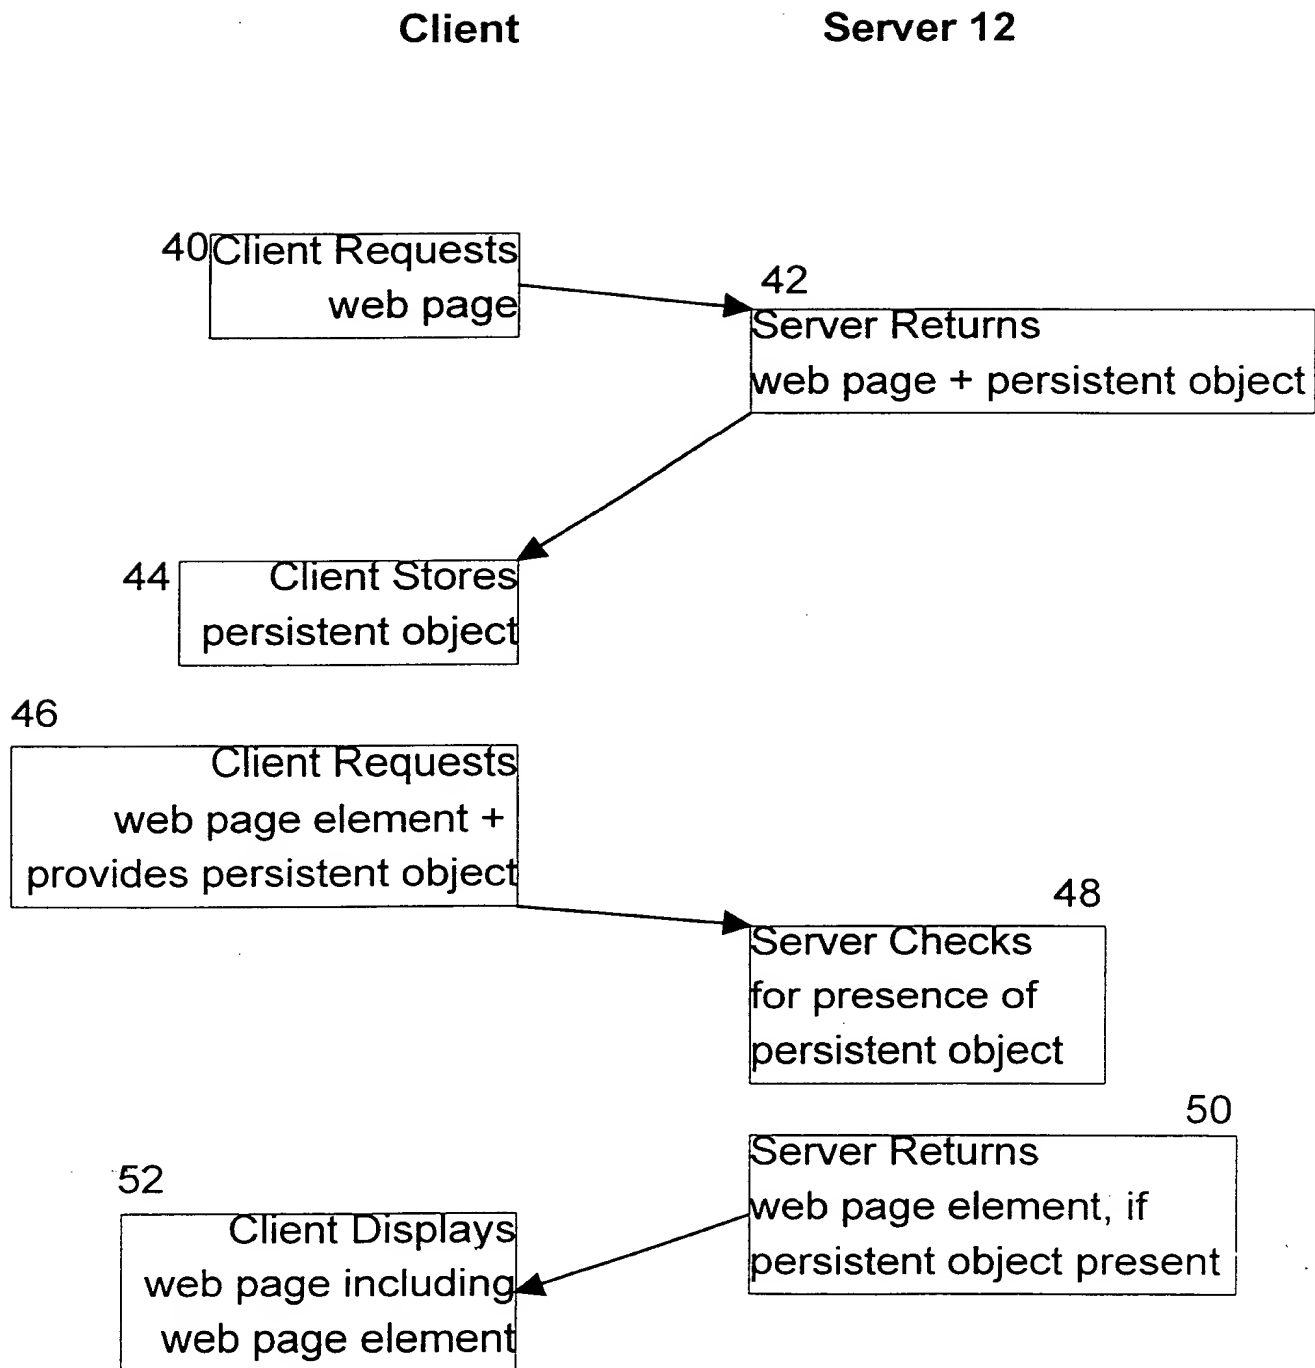 Client
Server 12
40
Client Requests
web page
42
Server Returns
web page + persistent object
44
Client Stores
persistent object
46
Client Requests
web page element +
provides persistent object
48
Server Checks
for presence of
persistent object
50
Server Returns
web page element, if
persistent object present
52
Client Displays
web page including
web page element